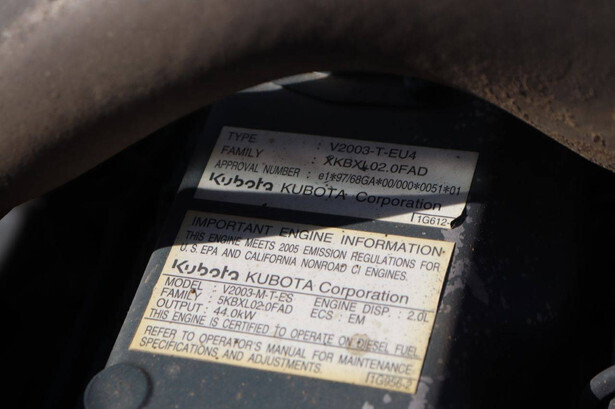 TYPE : V2003-T-EU4
FAMILY : XKBXL02.0FAD
APPROVAL NUMBER : e1*97/68GA*00/000*0051*01
Kubota KUBOTA Corporation
1G612-
IMPORTANT ENGINE INFORMATION
THIS ENGINE MEETS 2005 EMISSION REGULATIONS FOR
U.S. EPA AND CALIFORNIA NONROAD CI ENGINES.
Kubota KUBOTA Corporation
MODEL : V2003-M-T-ES ENGINE DISP. : 2.0L
FAMILY : 5KBXL02.0FAD ECS : EM
OUTPUT : 44.0kW
THIS ENGINE IS CERTIFIED TO OPERATE ON DIESEL FUEL.
REFER TO OPERATOR'S MANUAL FOR MAINTENANCE,
SPECIFICATIONS, AND ADJUSTMENTS.
1G956-2